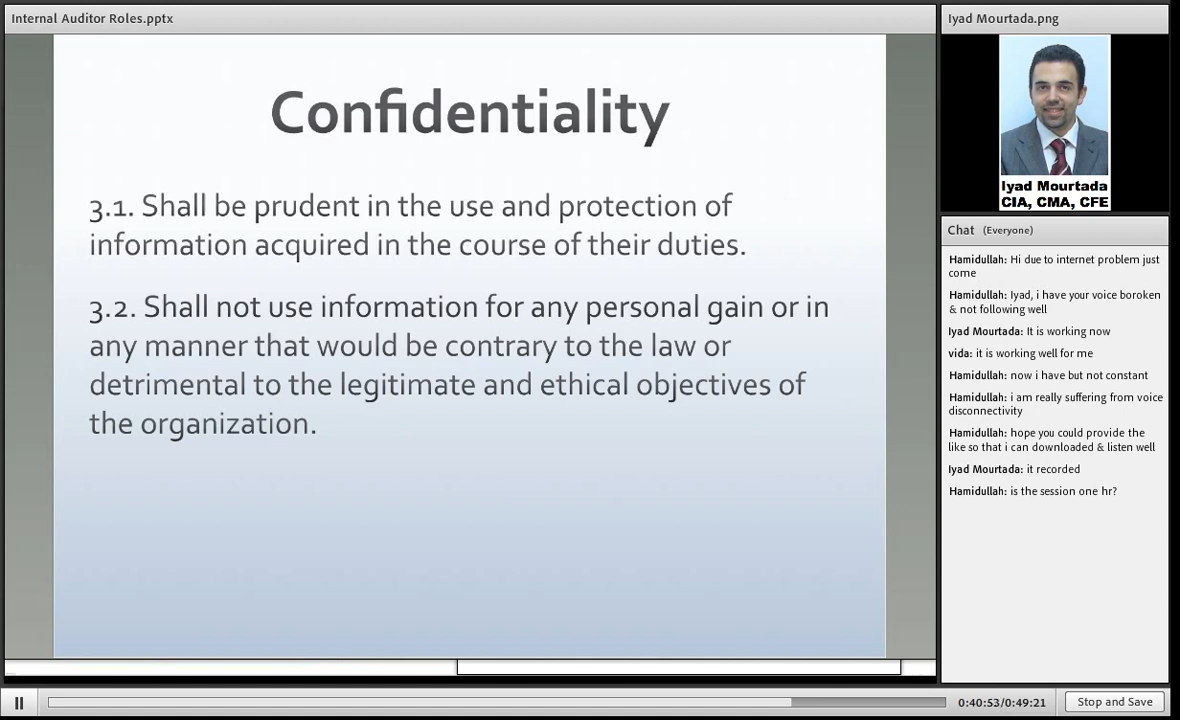 Internal Auditor Roles.pptx
Confidentiality
3.1. Shall be prudent in the use and protection of
information acquired in the course of their duties.
3.2. Shall not use information for any personal gain or in
any manner that would be contrary to the law or
detrimental to the legitimate and ethical objectives of
the organization.
Iyad Mourtada.png
Iyad Mourtada
CIA, CMA, CFE
Chat (Everyone)
Hamidullah: Hi due to internet problem just
come
Hamidullah: Iyad, i have your voice boroken
& not following well
Iyad Mourtada: It is working now
vida: it is working well for me
Hamidullah: now i have but not constant
Hamidullah: i am really suffering from voice
disconnectivity
Hamidullah: hope you could provide the
like so that i can downloaded & listen well
Iyad Mourtada: it recorded
Hamidullah: is the session one hr?
0:40:53/0:49:21
Stop and Save